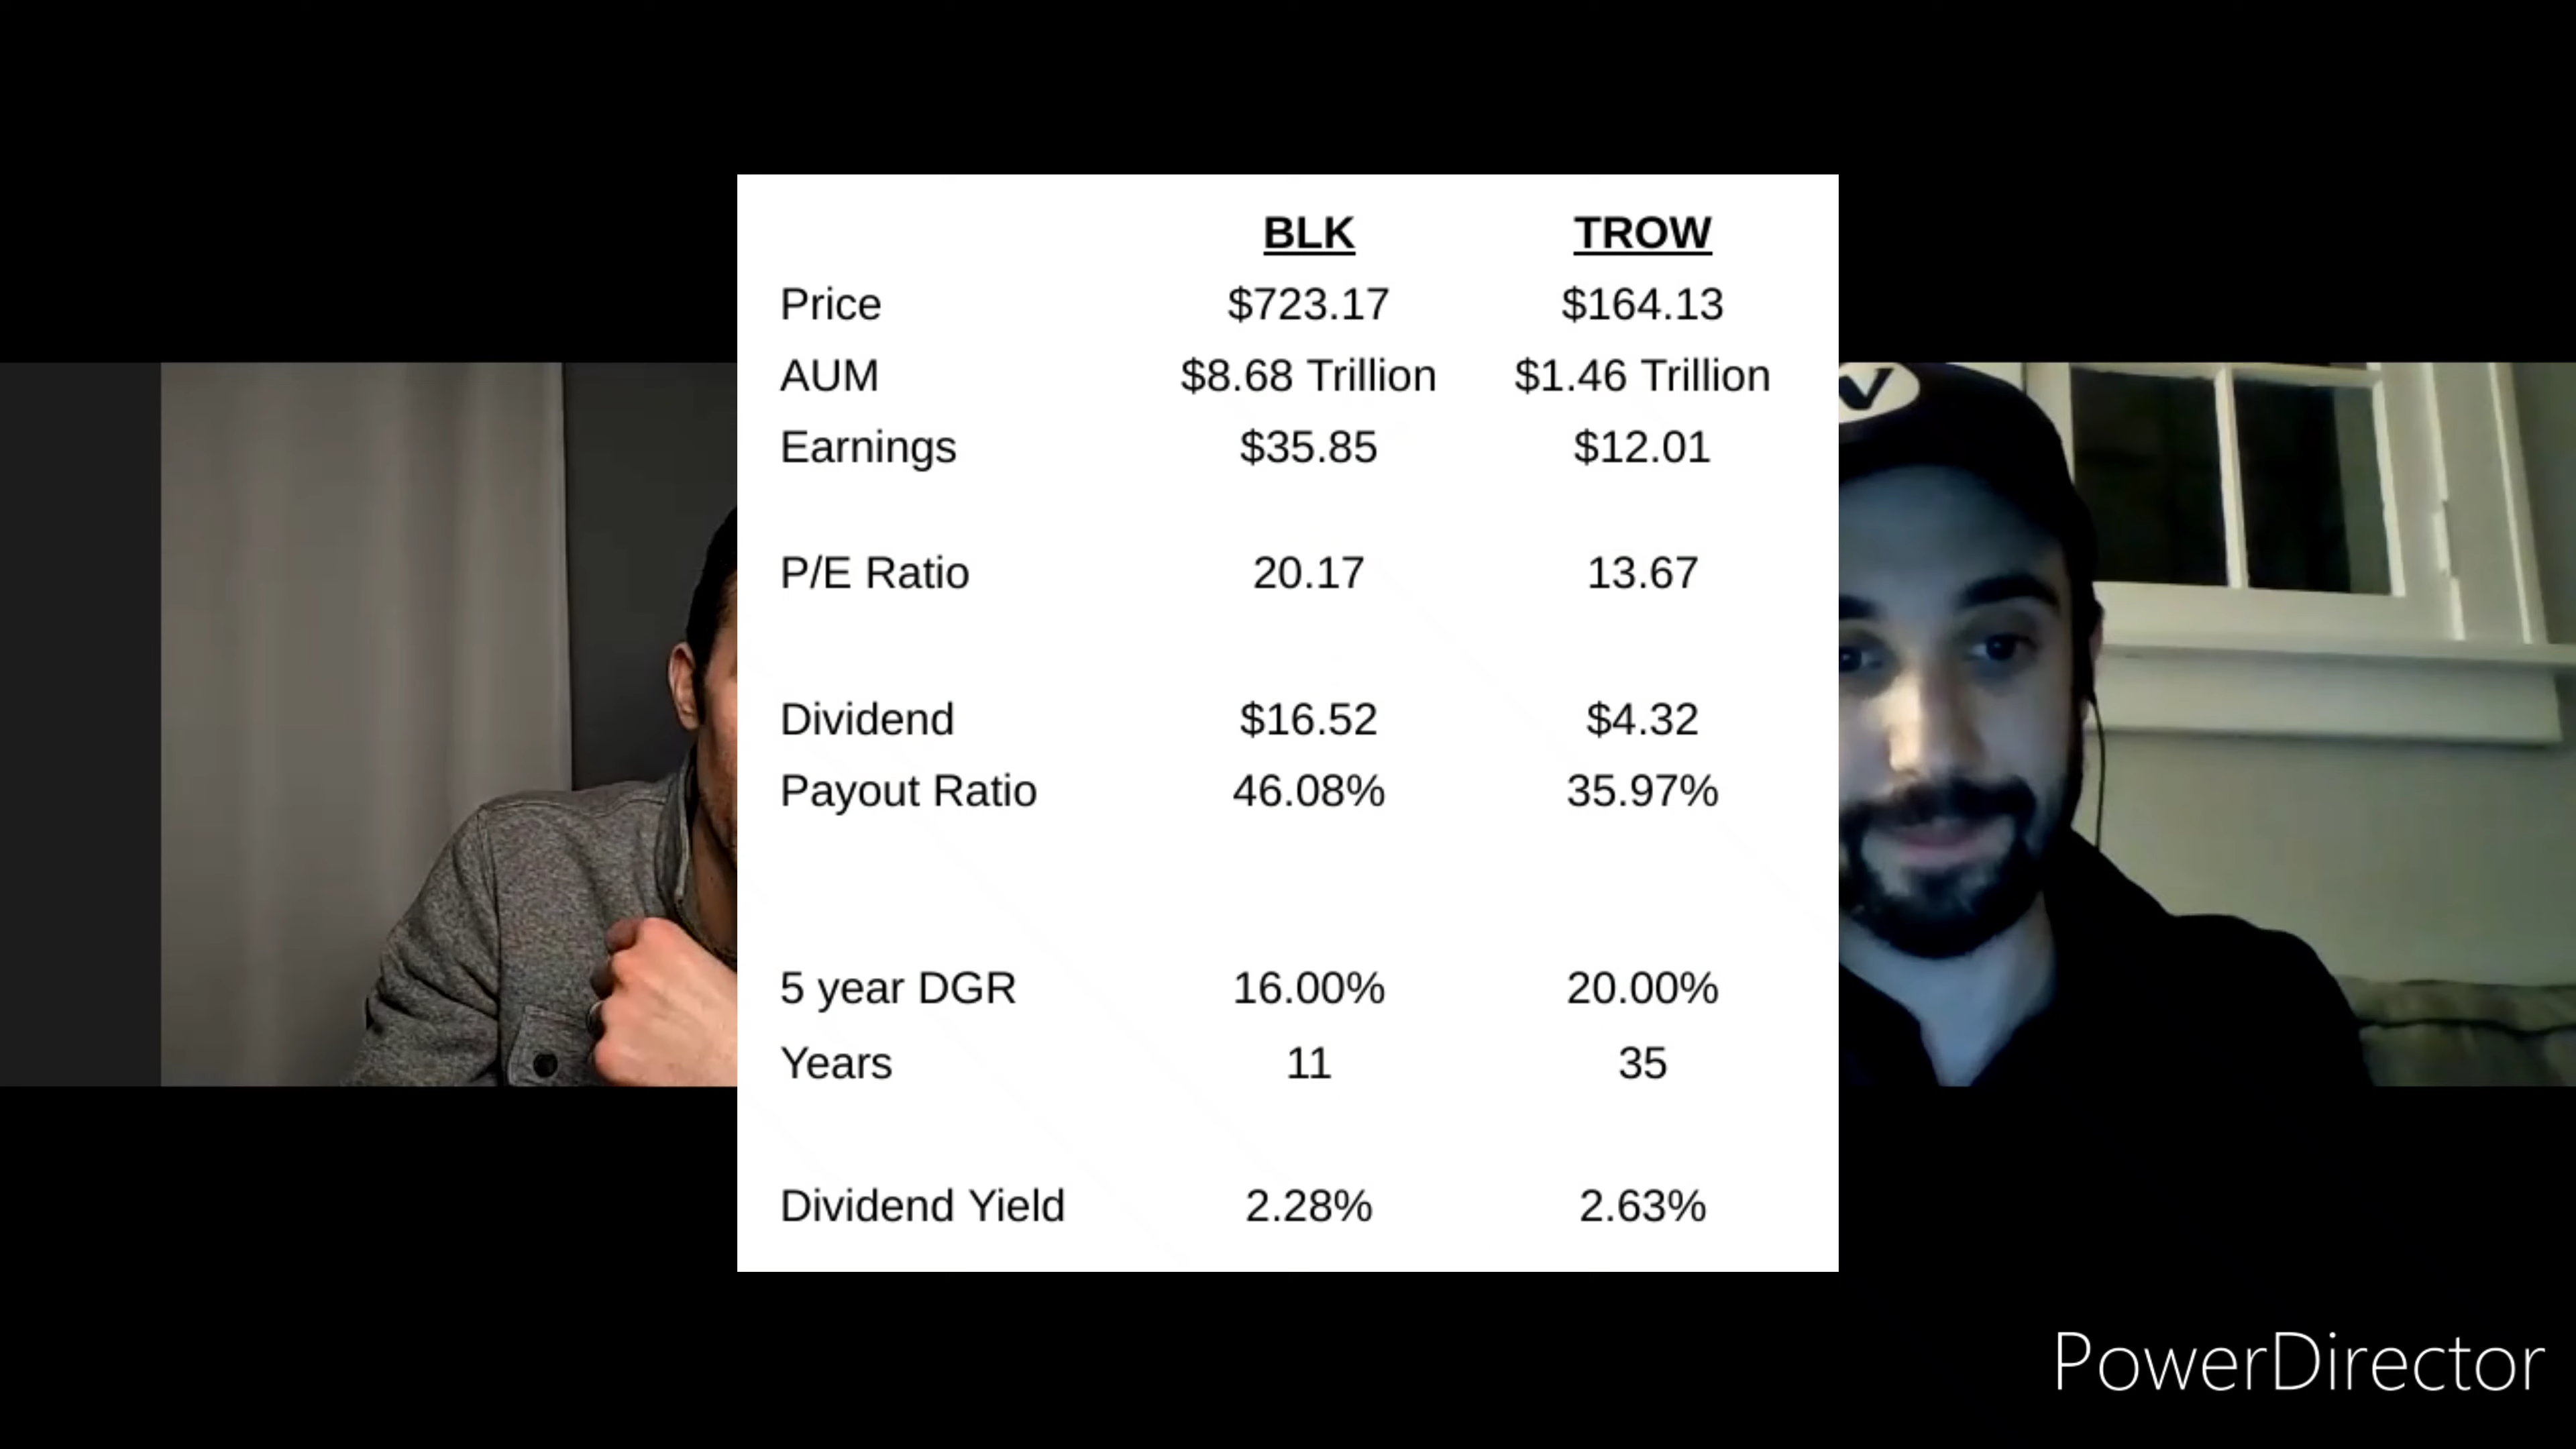 BLK TROW
Price $723.17 $164.13
AUM $8.68 Trillion $1.46 Trillion
Earnings $35.85 $12.01
P/E Ratio 20.17 13.67
Dividend $16.52 $4.32
Payout Ratio 46.08% 35.97%
5 year DGR 16.00% 20.00%
Years 11 35
Dividend Yield 2.28% 2.63%
PowerDirector